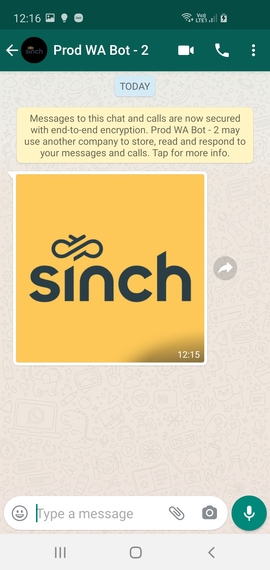 12:16
sinch
Prod WA Bot - 2
TODAY
Messages to this chat and calls are now secured
with end-to-end encryption. Prod WA Bot - 2 may
use another company to store, read and respond to
your messages and calls. Tap for more info.
sinch
12:15
Type a message